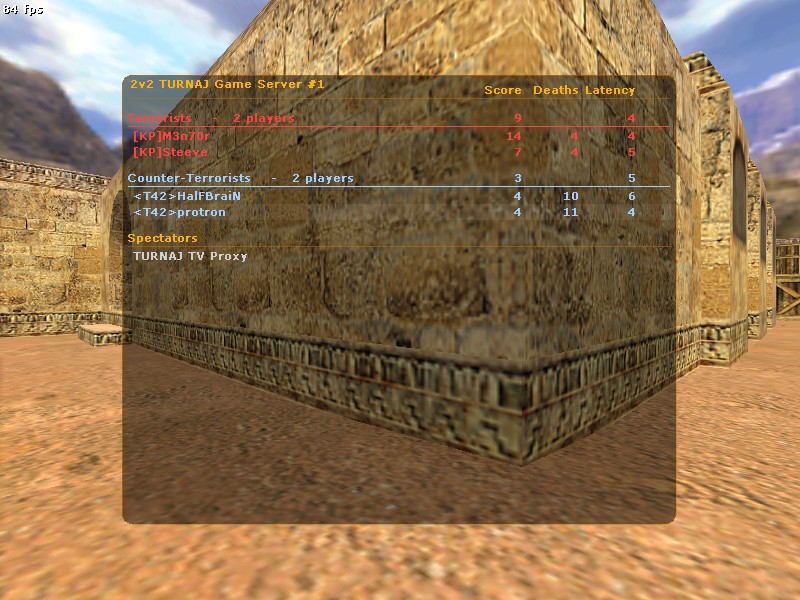 84 fps
2v2 TURNAJ Game Server #1 Score Deaths Latency
Terrorists - 2 players 9 4
[KP]M3n70r 14 4 4
[KP]Steeve 7 4 5
Counter-Terrorists - 2 players 3 5
<T42>HalFBraiN 4 10 6
<T42>protron 4 11 4
Spectators
TURNAJ TV Proxy